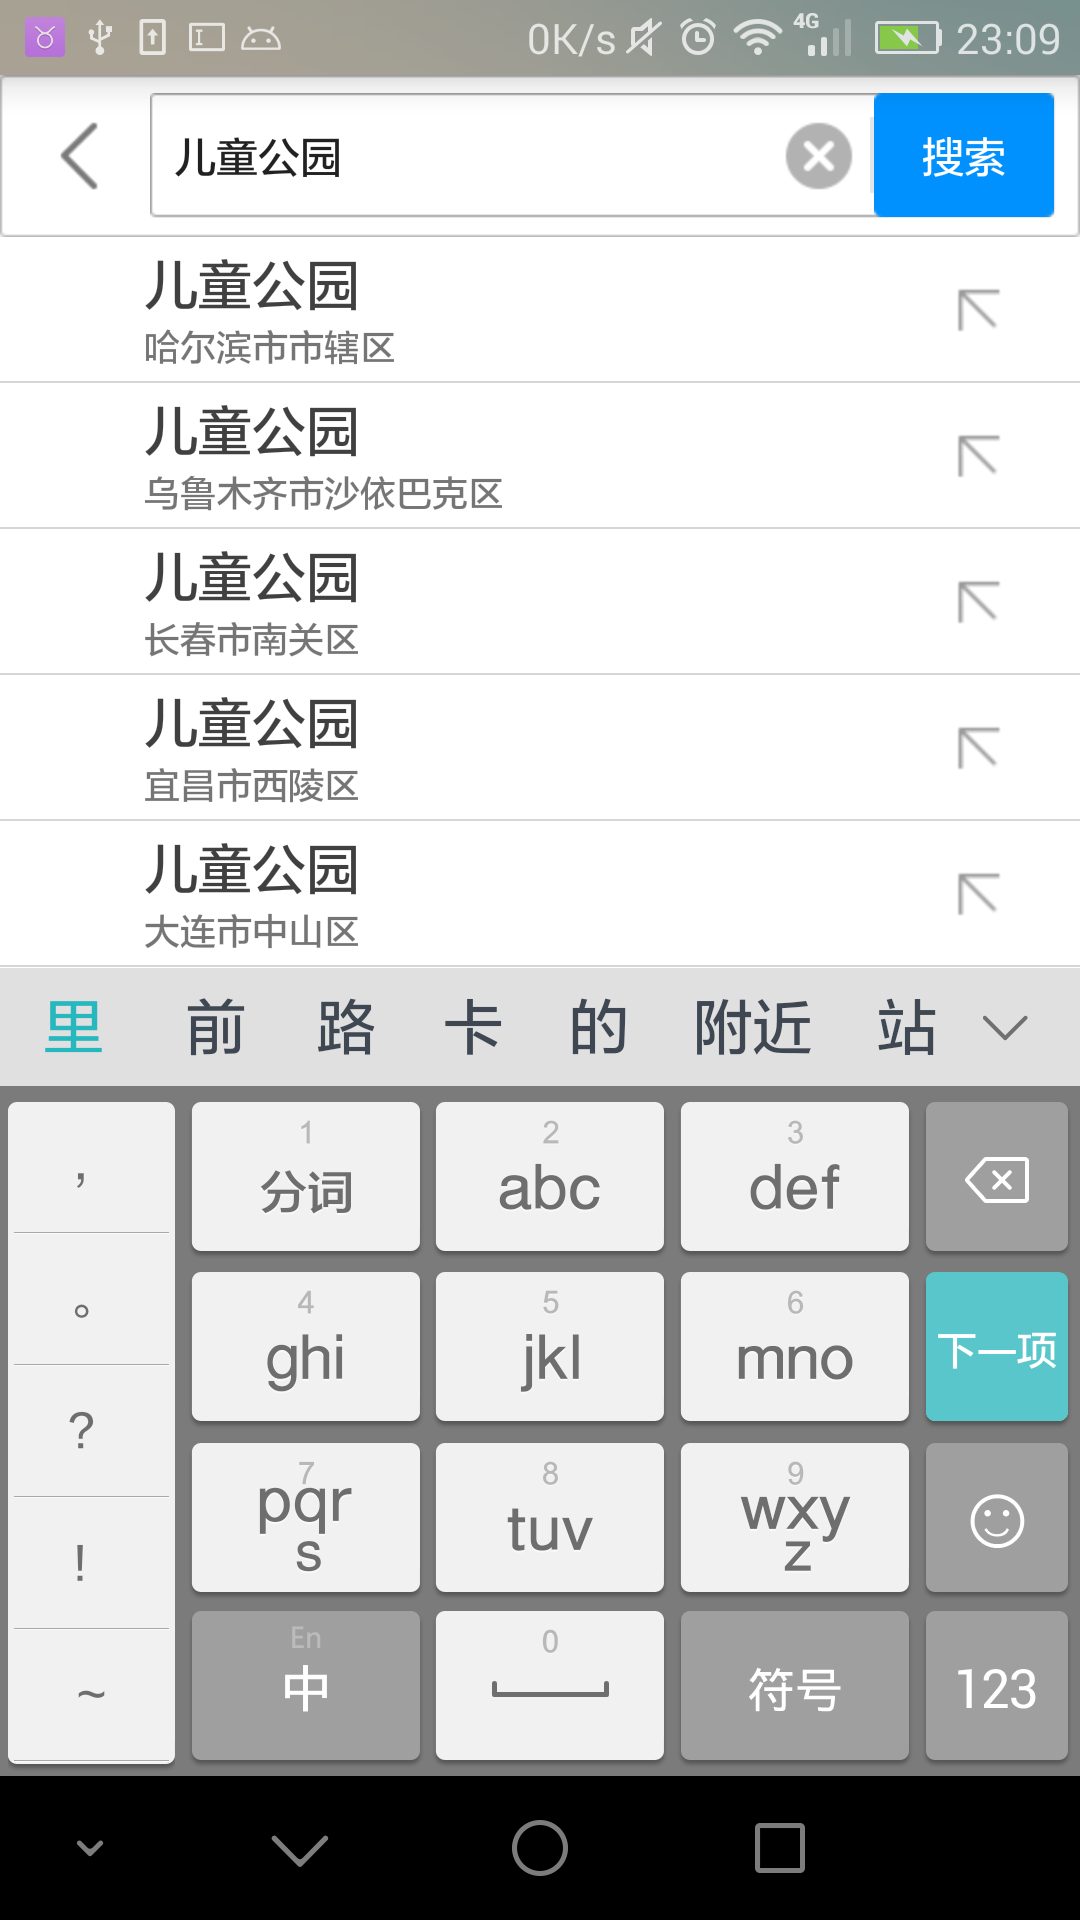 0K/s 4G 23:09
儿童公园 搜索
儿童公园
哈尔滨市市辖区
儿童公园
乌鲁木齐市沙依巴克区
儿童公园
长春市南关区
儿童公园
宜昌市西陵区
儿童公园
大连市中山区
里 前 路 卡 的 附近 站
， 1 分词 2 abc 3 def
。 4 ghi 5 jkl 6 mno 下一项
? 7 pqrs 8 tuv 9 wxyz
!
~ En 中 0 符号 123